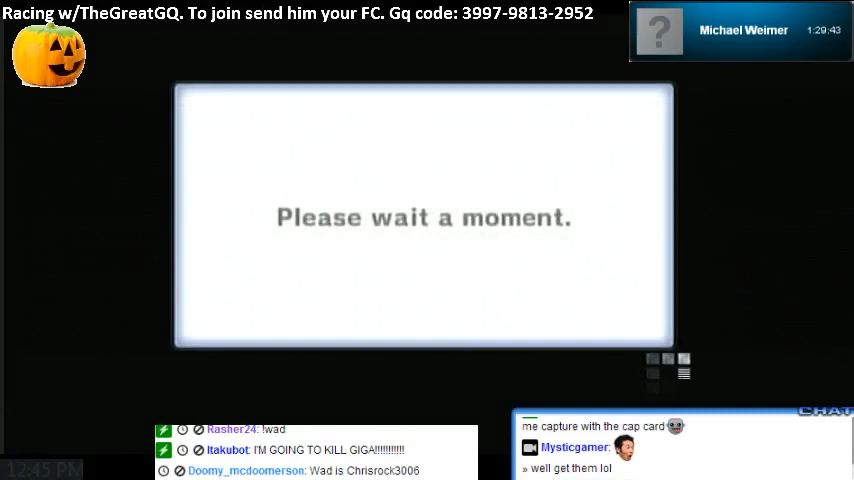 Racing w/TheGreatGQ. To join send him your FC. Gq code: 3997-9813-2952
Michael Weimer
1:29:43
Please wait a moment.
CHAT
Rasher24: !wad
Itakubot: I'M GOING TO KILL GIGA!!!!!!!!!!!
Doomy_mcdoomerson: Wad is Chrisrock3006
me capture with the cap card
Mysticgamer:
» well get them lol
12:45 PM